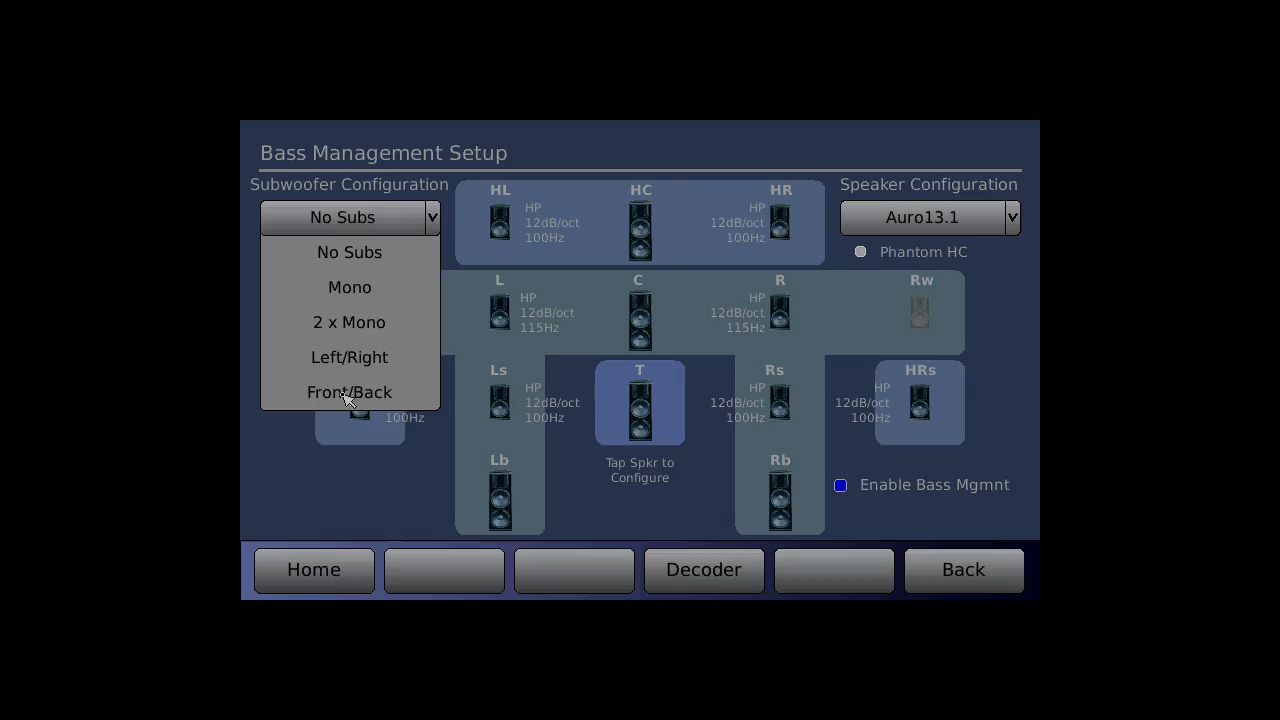 Bass Management Setup
Subwoofer Configuration
No Subs
No Subs
Mono
2 x Mono
Left/Right
Front/Back
100Hz
HL
HP
12dB/oct
100Hz
HC
HR
HP
12dB/oct
100Hz
Speaker Configuration
Auro13.1
Phantom HC
L
HP
12dB/oct
115Hz
C
R
HP
12dB/oct
115Hz
Rw
Ls
HP
12dB/oct
100Hz
T
Rs
HP
12dB/oct
100Hz
HRs
HP
12dB/oct
100Hz
Lb
Tap Spkr to
Configure
Rb
Enable Bass Mgmnt
Home
Decoder
Back